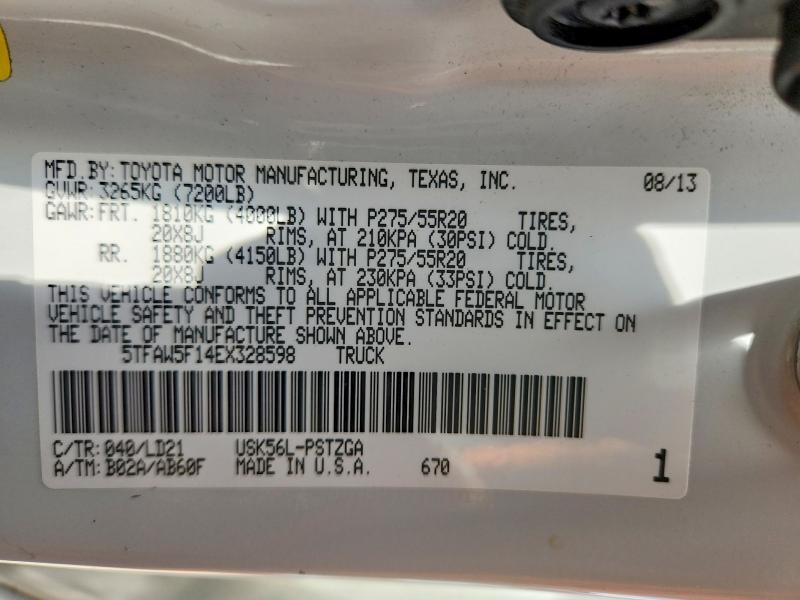 MFD.BY: TOYOTA MOTOR MANUFACTURING, TEXAS, INC. 08/13
GVWR: 3265KG (7200LB)
GAWR: FRT. 1810KG (4000LB) WITH P275/55R20 TIRES,
20X8J RIMS, AT 210KPA (30PSI) COLD.
RR. 1880KG (4150LB) WITH P275/55R20 TIRES,
20X8J RIMS, AT 230KPA (33PSI) COLD.
THIS VEHICLE CONFORMS TO ALL APPLICABLE FEDERAL MOTOR
VEHICLE SAFETY AND THEFT PREVENTION STANDARDS IN EFFECT ON
THE DATE OF MANUFACTURE SHOWN ABOVE.
5TFAW5F14EX328598 TRUCK
C/TR: 040/LD21 USK56L-PSTZGA
A/TM: B02A/AB60F MADE IN U.S.A. 670 1